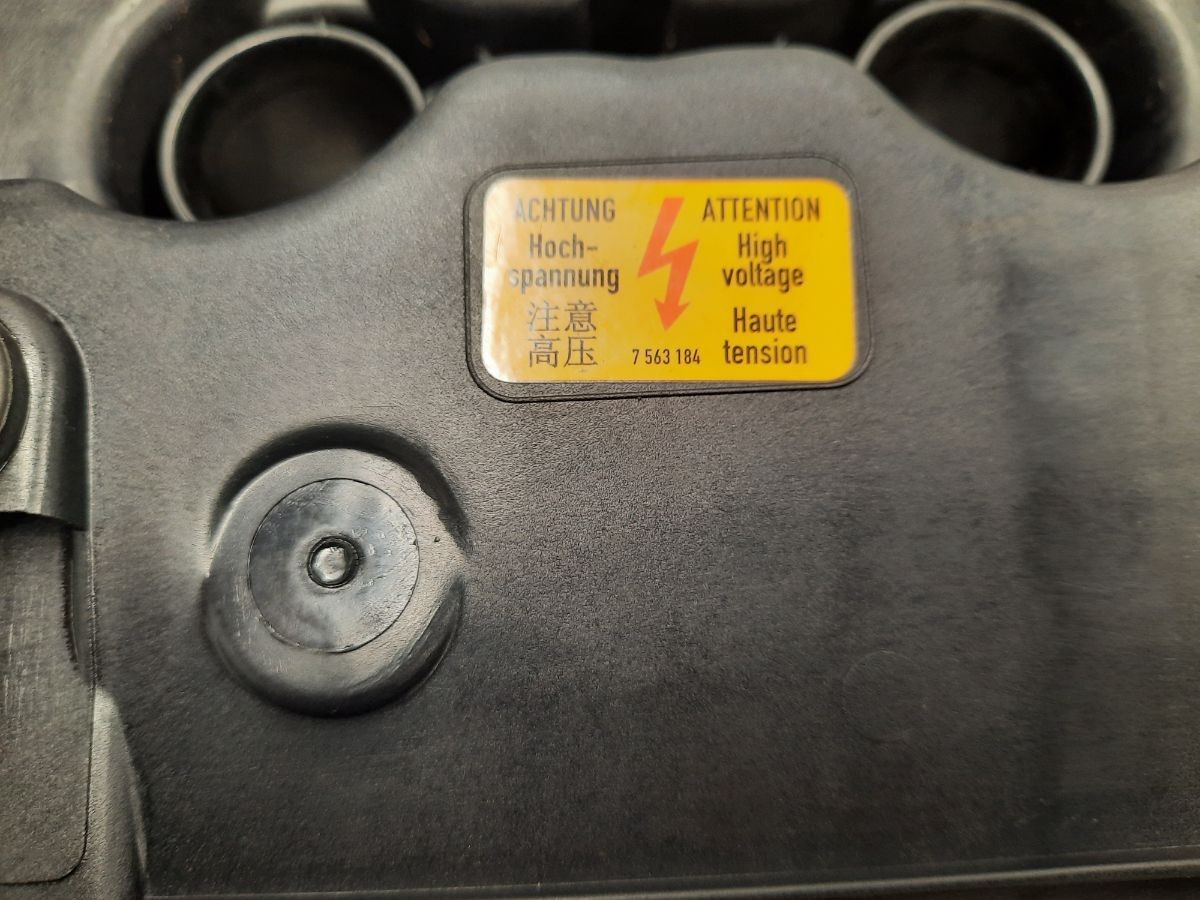 ACHTUNG
Hoch-
spannung
注意
高压
7 563 184
ATTENTION
High
voltage
Haute
tension